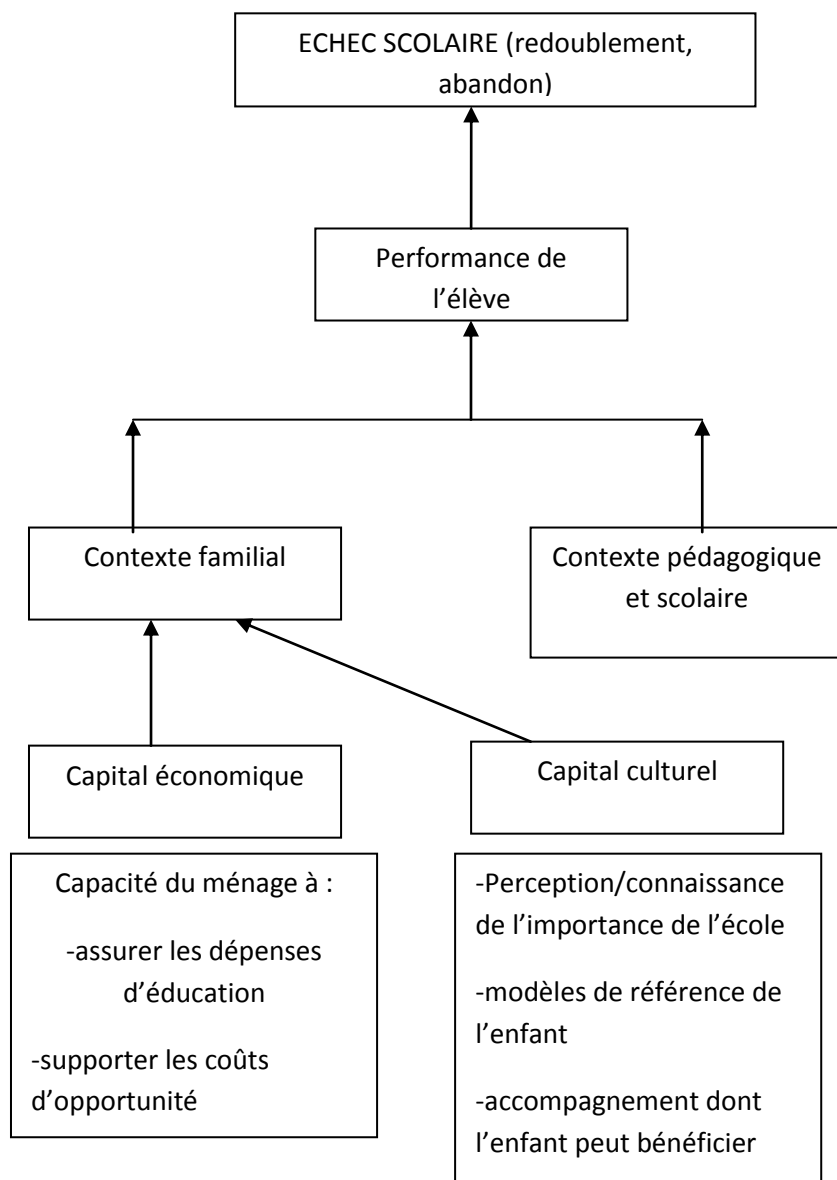 ECHEC SCOLAIRE (redoublement,
abandon)
Performance de
l’élève
Contexte familial
Contexte pédagogique
et scolaire
Capital économique
Capital culturel
Capacité du ménage à :
-assurer les dépenses
d’éducation
-supporter les coûts
d’opportunité
-Perception/connaissance
de l’importance de l’école
-modèles de référence de
l’enfant
-accompagnement dont
l’enfant peut bénéficier